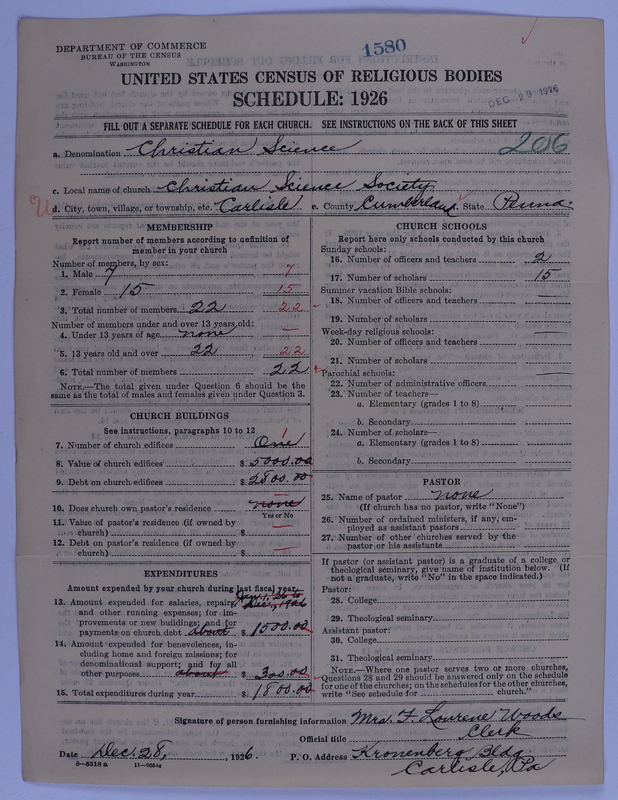 DEPARTMENT OF COMMERCE
BUREAU OF THE CENSUS
WASHINGTON
1580
UNITED STATES CENSUS OF RELIGIOUS BODIES
SCHEDULE: 1926
DEC 29 1926
FILL OUT A SEPARATE SCHEDULE FOR EACH CHURCH. SEE INSTRUCTIONS ON THE BACK OF THIS SHEET
206
a. Denomination Christian Science
c. Local name of church Christian Science Society
d. City, town, village, or township, etc. Carlisle e. County Cumberland State Penna.
MEMBERSHIP
Report number of members according to definition of
member in your church
Number of members, by sex:
1. Male 7 7
2. Female 15 15
3. Total number of members 22 22
Number of members under and over 13 years old:
4. Under 13 years of age none —
5. 13 years old and over 22 22
6. Total number of members 22
NOTE.—The total given under Question 6 should be the
same as the total of males and females given under Question 3.
CHURCH BUILDINGS
See instructions, paragraphs 10 to 12
7. Number of church edifices One 1
8. Value of church edifices $ 5000.00
9. Debt on church edifices $ 2800.00
10. Does church own pastor's residence none
Yes or No
11. Value of pastor's residence (if owned by
church) $ —
12. Debt on pastor's residence (if owned by
church) $ —
EXPENDITURES
Amount expended by your church during last fiscal year
Dec, 1926
13. Amount expended for salaries, repairs,
and other running expenses; for im-
provements or new buildings; and for
payments on church debt about $ 1500.00
14. Amount expended for benevolences, in-
cluding home and foreign missions; for
denominational support; and for all
other purposes about $ 300.00
15. Total expenditures during year $ 1800.00
CHURCH SCHOOLS
Report here only schools conducted by this church
Sunday schools:
16. Number of officers and teachers 2
17. Number of scholars 15
Summer vacation Bible schools:
18. Number of officers and teachers —
19. Number of scholars
Week-day religious schools: —
20. Number of officers and teachers
21. Number of scholars
Parochial schools: —
22. Number of administrative officers
23. Number of teachers—
a. Elementary (grades 1 to 8)
b. Secondary
24. Number of scholars—
a. Elementary (grades 1 to 8)
b. Secondary
PASTOR
25. Name of pastor none
(If church has no pastor, write "None")
26. Number of ordained ministers, if any, em-
ployed as assistant pastors
27. Number of other churches served by the
pastor or his assistants
If pastor (or assistant pastor) is a graduate of a college or
theological seminary, give name of institution below. (If
not a graduate, write "No" in the space indicated.)
Pastor:
28. College
29. Theological seminary
Assistant pastor:
30. College
31. Theological seminary
NOTE.—Where one pastor serves two or more churches,
Questions 28 and 29 should be answered only on the schedule
for one of the churches; on the schedules for the other churches,
write "See schedule for church."
Signature of person furnishing information Mrs. F. Laurene Woods
Official title Clerk
Date Dec. 28, 1926 P. O. Address Kronenberg Bldg
8—5518 a
Carlisle, Pa